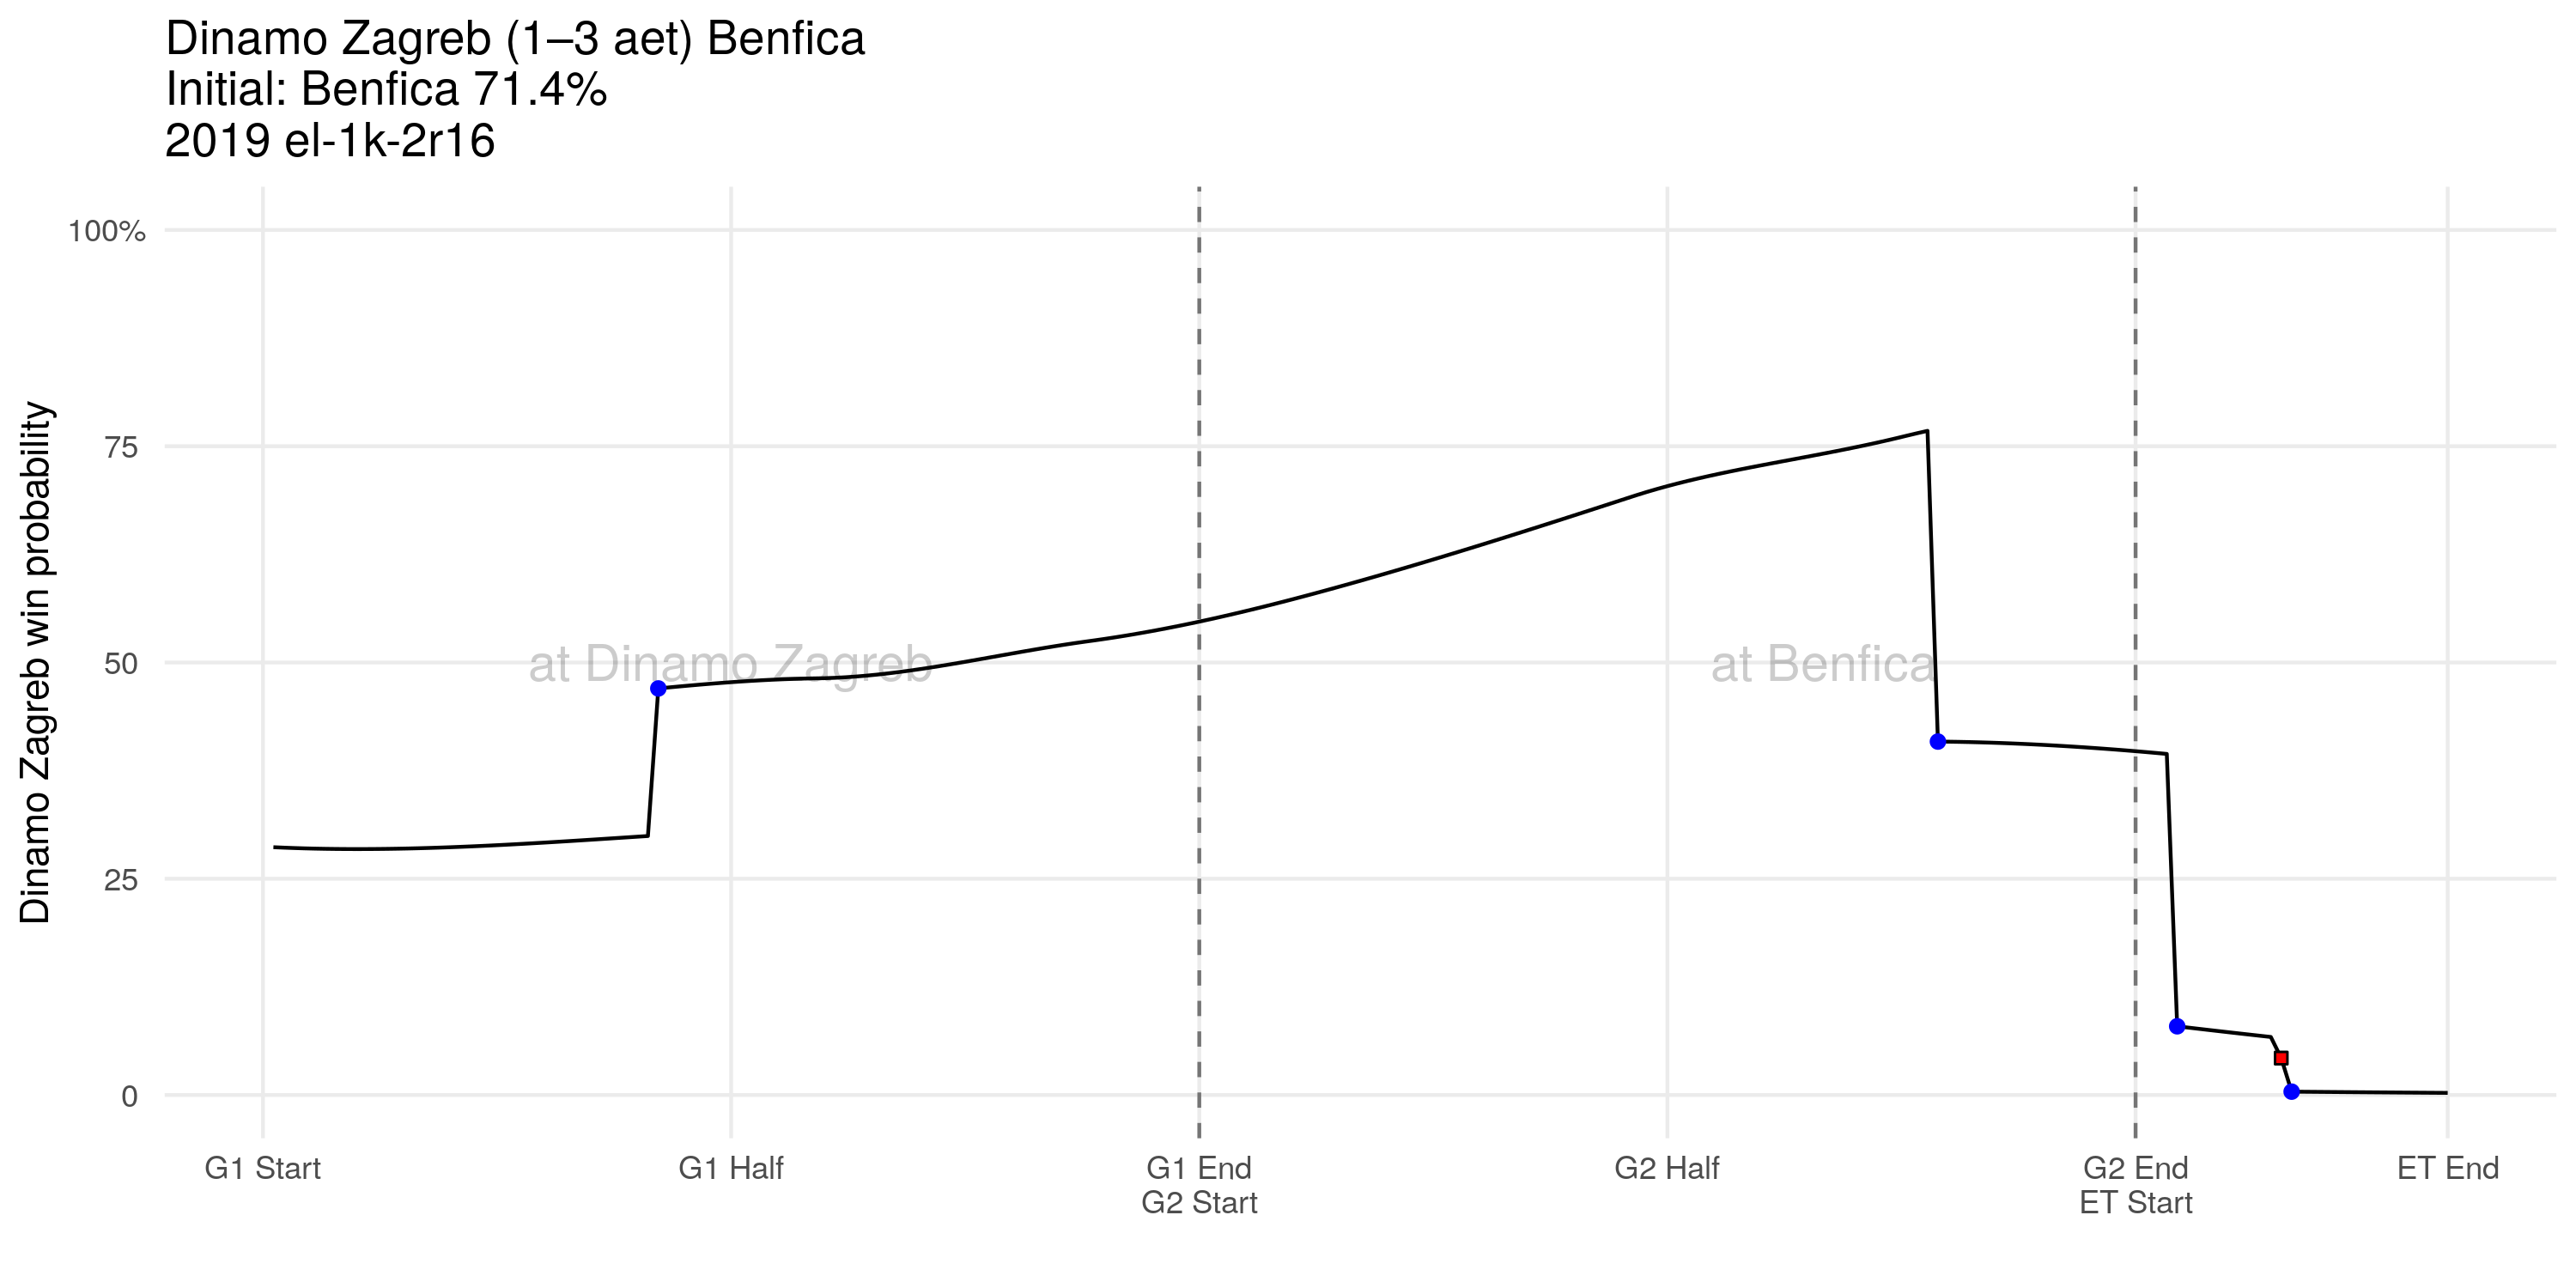 Dinamo Zagreb (1–3 aet) Benfica
Initial: Benfica 71.4%
2019 el-1k-2r16
Dinamo Zagreb win probability
100%
75
50
25
0
at Dinamo Zagreb
at Benfica
G1 Start
G1 Half
G1 End
G2 Start
G2 Half
G2 End
ET Start
ET End